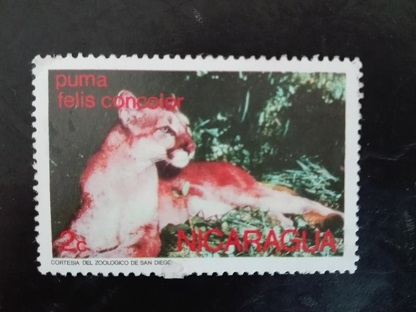 puma
felis concolor
2c
NICARAGUA
CORTESIA DEL ZOOLOGICO DE SAN DIEGO